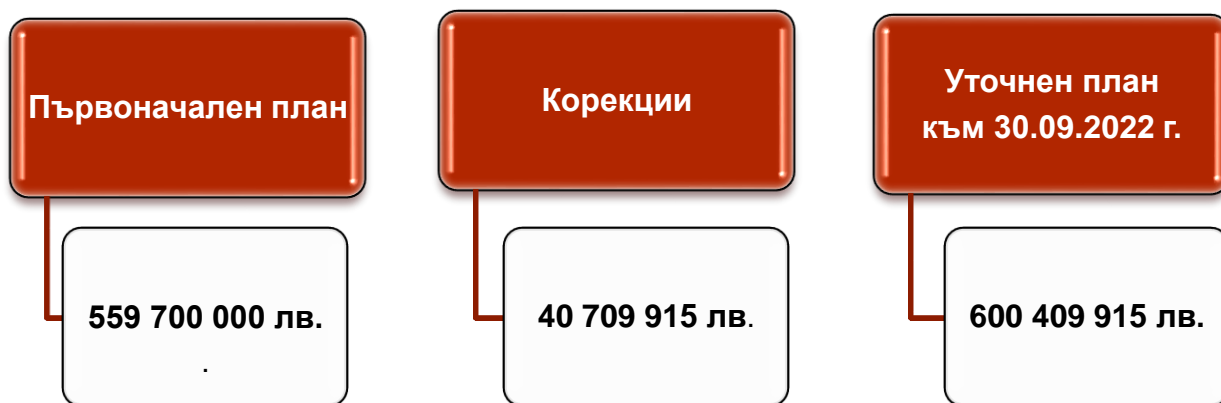 Първоначален план
559 700 000 лв.
.
Корекции
40 709 915 лв.
Уточнен план
към 30.09.2022 г.
600 409 915 лв.